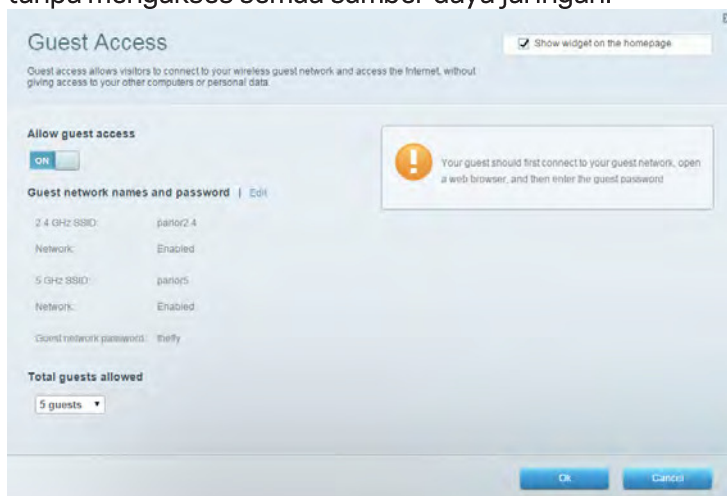 tanpa mengakses semua sumber daya jaringan.
Guest Access
Show widget on the homepage
Guest access allows visitors to connect to your wireless guest network and access the Internet, without
giving access to your other computers or personal data.
Allow guest access
ON
Your guest should first connect to your guest network, open
a web browser, and then enter the guest password
Guest network names and password | Edit
2.4 GHz SSID:
Network: Enabled
5 GHz SSID:
Network: Enabled
Guest network password:
Total guests allowed
5 guests
Ok Cancel